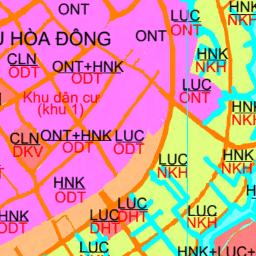 ONT
LUC
ONT
ONT
U HÒA ĐÔNG
CLN
ODT
ONT+HNK
ODT
HNK
NKH
LUC
ONT
Khu dân cư
(khu 1)
HNK
NKH
CLN
DKV
ONT+HNK
ODT
LUC
ODT
LUC
NKH
HNK
NKH
HNK
ODT
HNK
ODT
LUC
DHT
LUC
DHT
LUC
NKH
LUC
HNK+LUC+